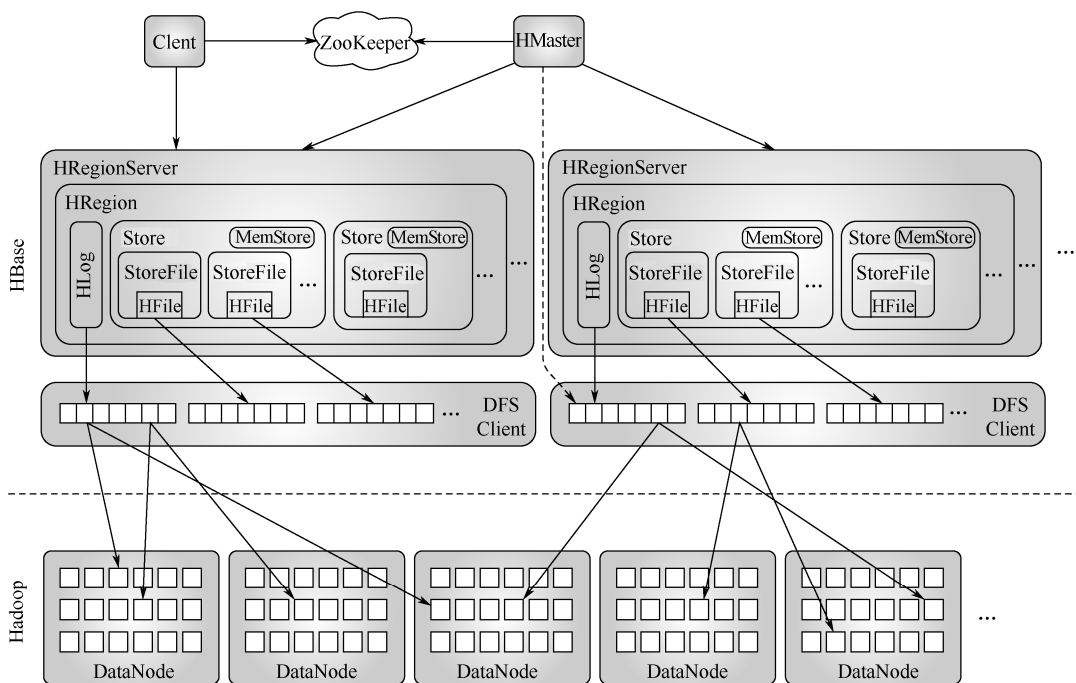 Clent
ZooKeeper
HMaster
HBase
HRegionServer
HRegion
HLog
Store
MemStore
StoreFile
HFile
StoreFile
HFile
...
Store
MemStore
StoreFile
HFile
...
...
HRegionServer
HRegion
HLog
Store
MemStore
StoreFile
HFile
StoreFile
HFile
...
Store
MemStore
StoreFile
HFile
...
...
...
...
DFS
Client
...
DFS
Client
Hadoop
DataNode
DataNode
DataNode
DataNode
DataNode
...